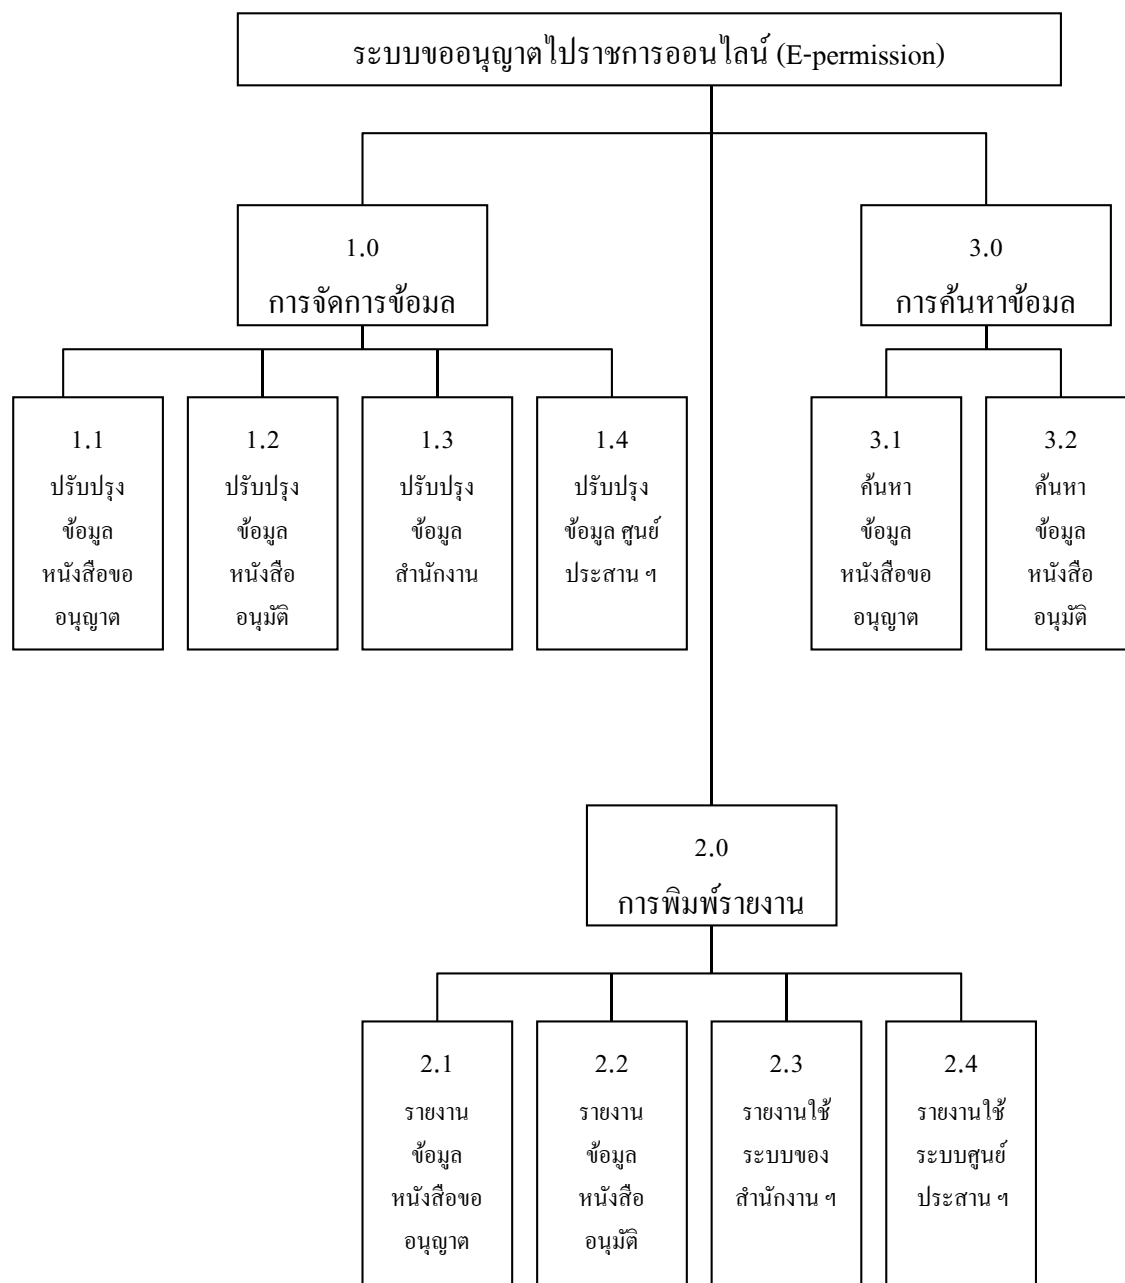 ระบบขออนุญาตไปราชการออนไลน์ (E-permission)
1.0
การจัดการข้อมล
3.0
การค้นหาข้อมล
1.1
ปรับปรุง
ข้อมูล
หนังสือขอ
อนุญาต
1.2
ปรับปรุง
ข้อมูล
หนังสือ
อนุมัติ
1.3
ปรับปรุง
ข้อมูล
สำนักงาน
1.4
ปรับปรุง
ข้อมูล ศูนย์
ประสาน ฯ
3.1
ค้นหา
ข้อมูล
หนังสือขอ
อนุญาต
3.2
ค้นหา
ข้อมูล
หนังสือ
อนุมัติ
2.0
การพิมพ์รายงาน
2.1
รายงาน
ข้อมูล
หนังสือขอ
อนุญาต
2.2
รายงาน
ข้อมูล
หนังสือ
อนุมัติ
2.3
รายงานใช้
ระบบของ
สำนักงาน ฯ
2.4
รายงานใช้
ระบบศูนย์
ประสาน ฯ